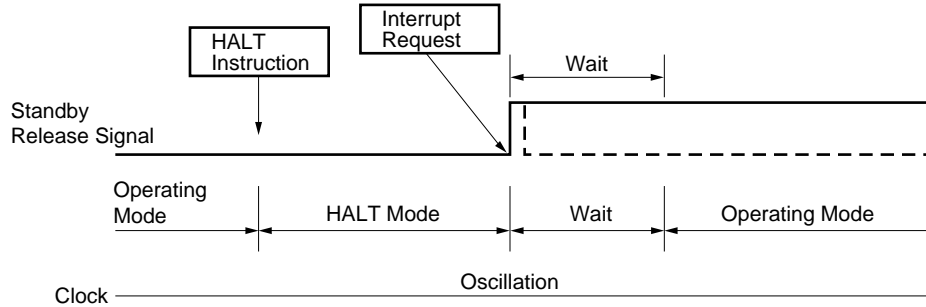 HALT
Instruction
Interrupt
Request
Wait
Standby
Release Signal
Operating
Mode
HALT Mode
Wait
Operating Mode
Oscillation
Clock